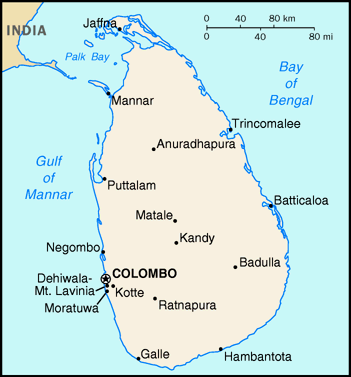 Jaffna
0 40 80 km
0 40 80 mi
INDIA
Palk Bay
Bay
of
Bengal
Mannar
Trincomalee
Anuradhapura
Gulf
of
Mannar
Puttalam
Batticaloa
Matale
Kandy
Negombo
Badulla
COLOMBO
Dehiwala-
Mt. Lavinia
Kotte
Moratuwa
Ratnapura
Galle
Hambantota